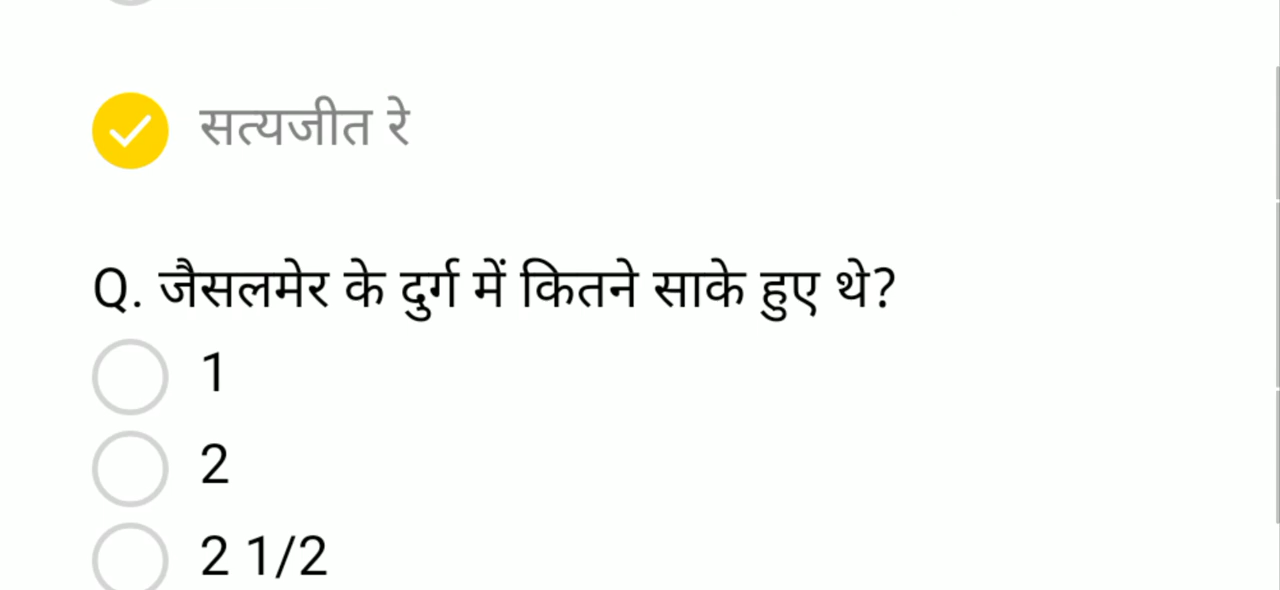 सत्यजीत रे
Q. जैसलमेर के दुर्ग में कितने साके हुए थे?
1
2
2 1/2